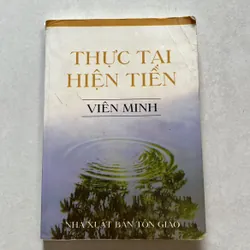 THỰC TẠI
HIỆN TIỀN
VIÊN MINH
NHÀ XUẤT BẢN TÔN GIÁO